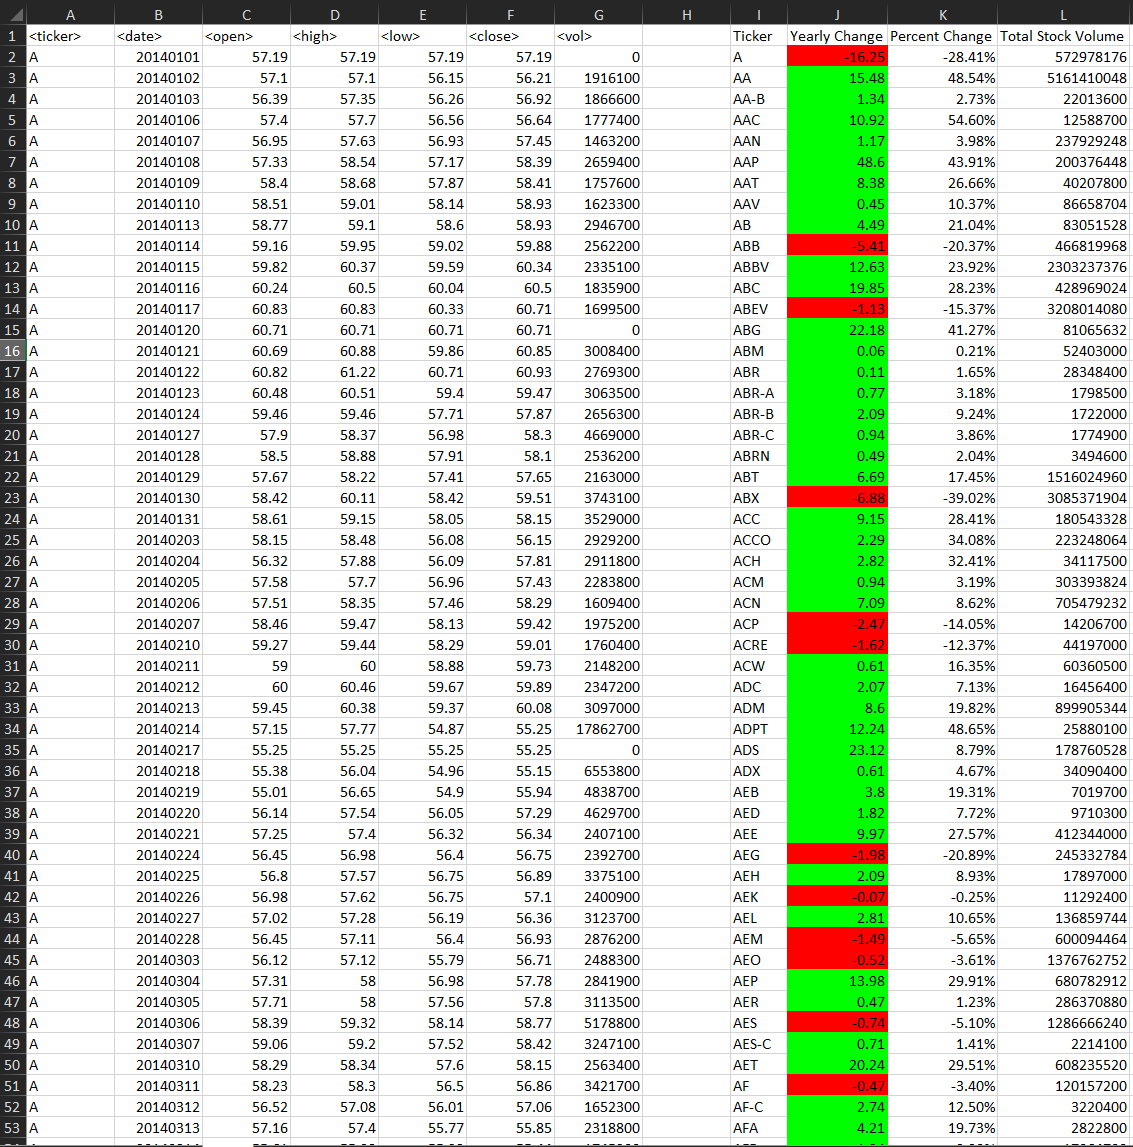 A B C D E F G H I J K L
1 <ticker> <date> <open> <high> <low> <close> <vol> Ticker Yearly Change Percent Change Total Stock Volume
2 A 20140101 57.19 57.19 57.19 57.19 0 A -16.25 -28.41% 572978176
3 A 20140102 57.1 57.1 56.15 56.21 1916100 AA 15.48 48.54% 5161410048
4 A 20140103 56.39 57.35 56.26 56.92 1866600 AA-B 1.34 2.73% 22013600
5 A 20140106 57.4 57.7 56.56 56.64 1777400 AAC 10.92 54.60% 12588700
6 A 20140107 56.95 57.63 56.93 57.45 1463200 AAN 1.17 3.98% 237929248
7 A 20140108 57.33 58.54 57.17 58.39 2659400 AAP 48.6 43.91% 200376448
8 A 20140109 58.4 58.68 57.87 58.41 1757600 AAT 8.38 26.66% 40207800
9 A 20140110 58.51 59.01 58.14 58.93 1623300 AAV 0.45 10.37% 86658704
10 A 20140113 58.77 59.1 58.6 58.93 2946700 AB 4.49 21.04% 83051528
11 A 20140114 59.16 59.95 59.02 59.88 2562200 ABB -5.41 -20.37% 466819968
12 A 20140115 59.82 60.37 59.59 60.34 2335100 ABBV 12.63 23.92% 2303237376
13 A 20140116 60.24 60.5 60.04 60.5 1835900 ABC 19.85 28.23% 428969024
14 A 20140117 60.83 60.83 60.33 60.71 1699500 ABEV -1.13 -15.37% 3208014080
15 A 20140120 60.71 60.71 60.71 60.71 0 ABG 22.18 41.27% 81065632
16 A 20140121 60.69 60.88 59.86 60.85 3008400 ABM 0.06 0.21% 52403000
17 A 20140122 60.82 61.22 60.71 60.93 2769300 ABR 0.11 1.65% 28348400
18 A 20140123 60.48 60.51 59.4 59.47 3063500 ABR-A 0.77 3.18% 1798500
19 A 20140124 59.46 59.46 57.71 57.87 2656300 ABR-B 2.09 9.24% 1722000
20 A 20140127 57.9 58.37 56.98 58.3 4669000 ABR-C 0.94 3.86% 1774900
21 A 20140128 58.5 58.88 57.91 58.1 2536200 ABRN 0.49 2.04% 3494600
22 A 20140129 57.67 58.22 57.41 57.65 2163000 ABT 6.69 17.45% 1516024960
23 A 20140130 58.42 60.11 58.42 59.51 3743100 ABX -6.88 -39.02% 3085371904
24 A 20140131 58.61 59.15 58.05 58.15 3529000 ACC 9.15 28.41% 180543328
25 A 20140203 58.15 58.48 56.08 56.15 2929200 ACCO 2.29 34.08% 223248064
26 A 20140204 56.32 57.88 56.09 57.81 2911800 ACH 2.82 32.41% 34117500
27 A 20140205 57.58 57.7 56.96 57.43 2283800 ACM 0.94 3.19% 303393824
28 A 20140206 57.51 58.35 57.46 58.29 1609400 ACN 7.09 8.62% 705479232
29 A 20140207 58.46 59.47 58.13 59.42 1975200 ACP -2.47 -14.05% 14206700
30 A 20140210 59.27 59.44 58.29 59.01 1760400 ACRE -1.62 -12.37% 44197000
31 A 20140211 59 60 58.88 59.73 2148200 ACW 0.61 16.35% 60360500
32 A 20140212 60 60.46 59.67 59.89 2347200 ADC 2.07 7.13% 16456400
33 A 20140213 59.45 60.38 59.37 60.08 3097000 ADM 8.6 19.82% 899905344
34 A 20140214 57.15 57.77 54.87 55.25 17862700 ADPT 12.24 48.65% 25880100
35 A 20140217 55.25 55.25 55.25 55.25 0 ADS 23.12 8.79% 178760528
36 A 20140218 55.38 56.04 54.96 55.15 6553800 ADX 0.61 4.67% 34090400
37 A 20140219 55.01 56.65 54.9 55.94 4838700 AEB 3.8 19.31% 7019700
38 A 20140220 56.14 57.54 56.05 57.29 4629700 AED 1.82 7.72% 9710300
39 A 20140221 57.25 57.4 56.32 56.34 2407100 AEE 9.97 27.57% 412344000
40 A 20140224 56.45 56.98 56.4 56.75 2392700 AEG -1.98 -20.89% 245332784
41 A 20140225 56.8 57.57 56.75 56.89 3375100 AEH 2.09 8.93% 17897000
42 A 20140226 56.98 57.62 56.75 57.1 2400900 AEK -0.07 -0.25% 11292400
43 A 20140227 57.02 57.28 56.19 56.36 3123700 AEL 2.81 10.65% 136859744
44 A 20140228 56.45 57.11 56.4 56.93 2876200 AEM -1.49 -5.65% 600094464
45 A 20140303 56.12 57.12 55.79 56.71 2488300 AEO -0.52 -3.61% 1376762752
46 A 20140304 57.31 58 56.98 57.78 2841900 AEP 13.98 29.91% 680782912
47 A 20140305 57.71 58 57.56 57.8 3113500 AER 0.47 1.23% 286370880
48 A 20140306 58.39 59.32 58.14 58.77 5178800 AES -0.74 -5.10% 1286666240
49 A 20140307 59.06 59.2 57.52 58.42 3247100 AES-C 0.71 1.41% 2214100
50 A 20140310 58.29 58.34 57.6 58.15 2563400 AET 20.24 29.51% 608235520
51 A 20140311 58.23 58.3 56.5 56.86 3421700 AF -0.47 -3.40% 120157200
52 A 20140312 56.52 57.08 56.01 57.06 1652300 AF-C 2.74 12.50% 3220400
53 A 20140313 57.16 57.4 55.77 55.85 2318800 AFA 4.21 19.73% 2822800